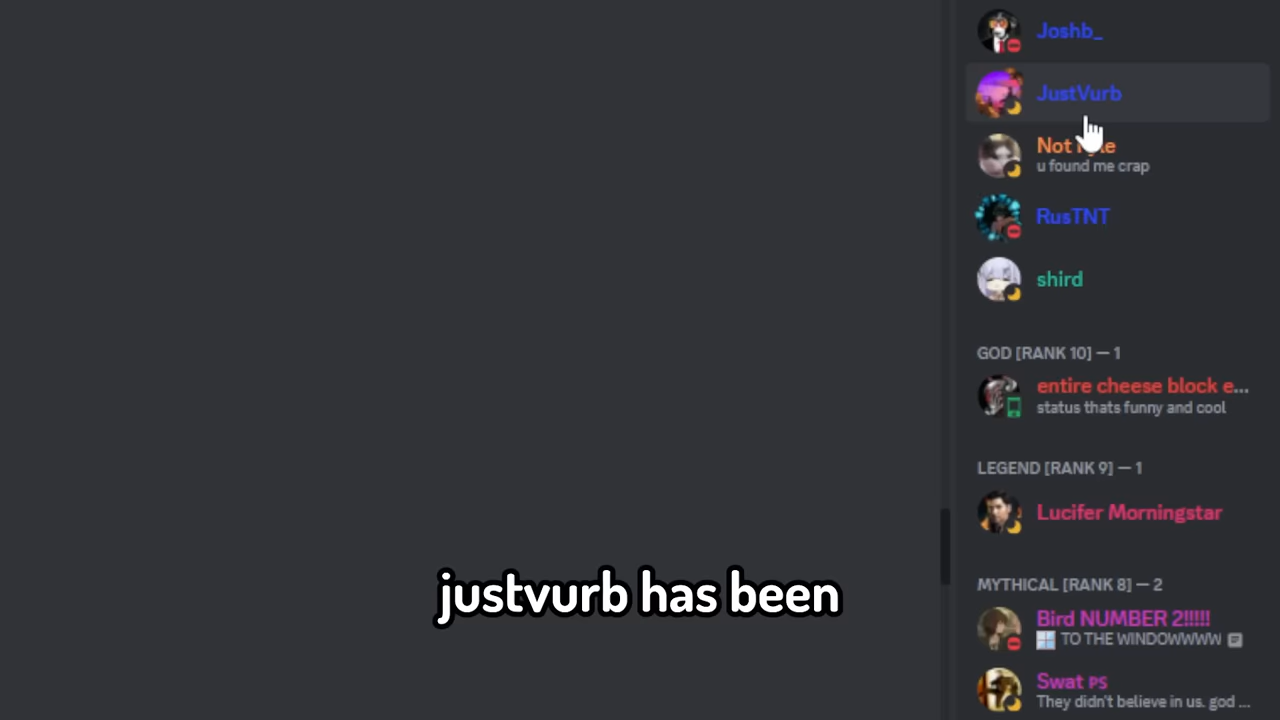 Joshb_
JustVurb
Not
u found me crap
RusTNT
shird
GOD [RANK 10] — 1
entire cheese block e...
status thats funny and cool
LEGEND [RANK 9] — 1
Lucifer Morningstar
justvurb has been
MYTHICAL [RANK 8] — 2
Bird NUMBER 2!!!!!
TO THE WINDOWWWW
Swat PS
They didn't believe in us. god ...